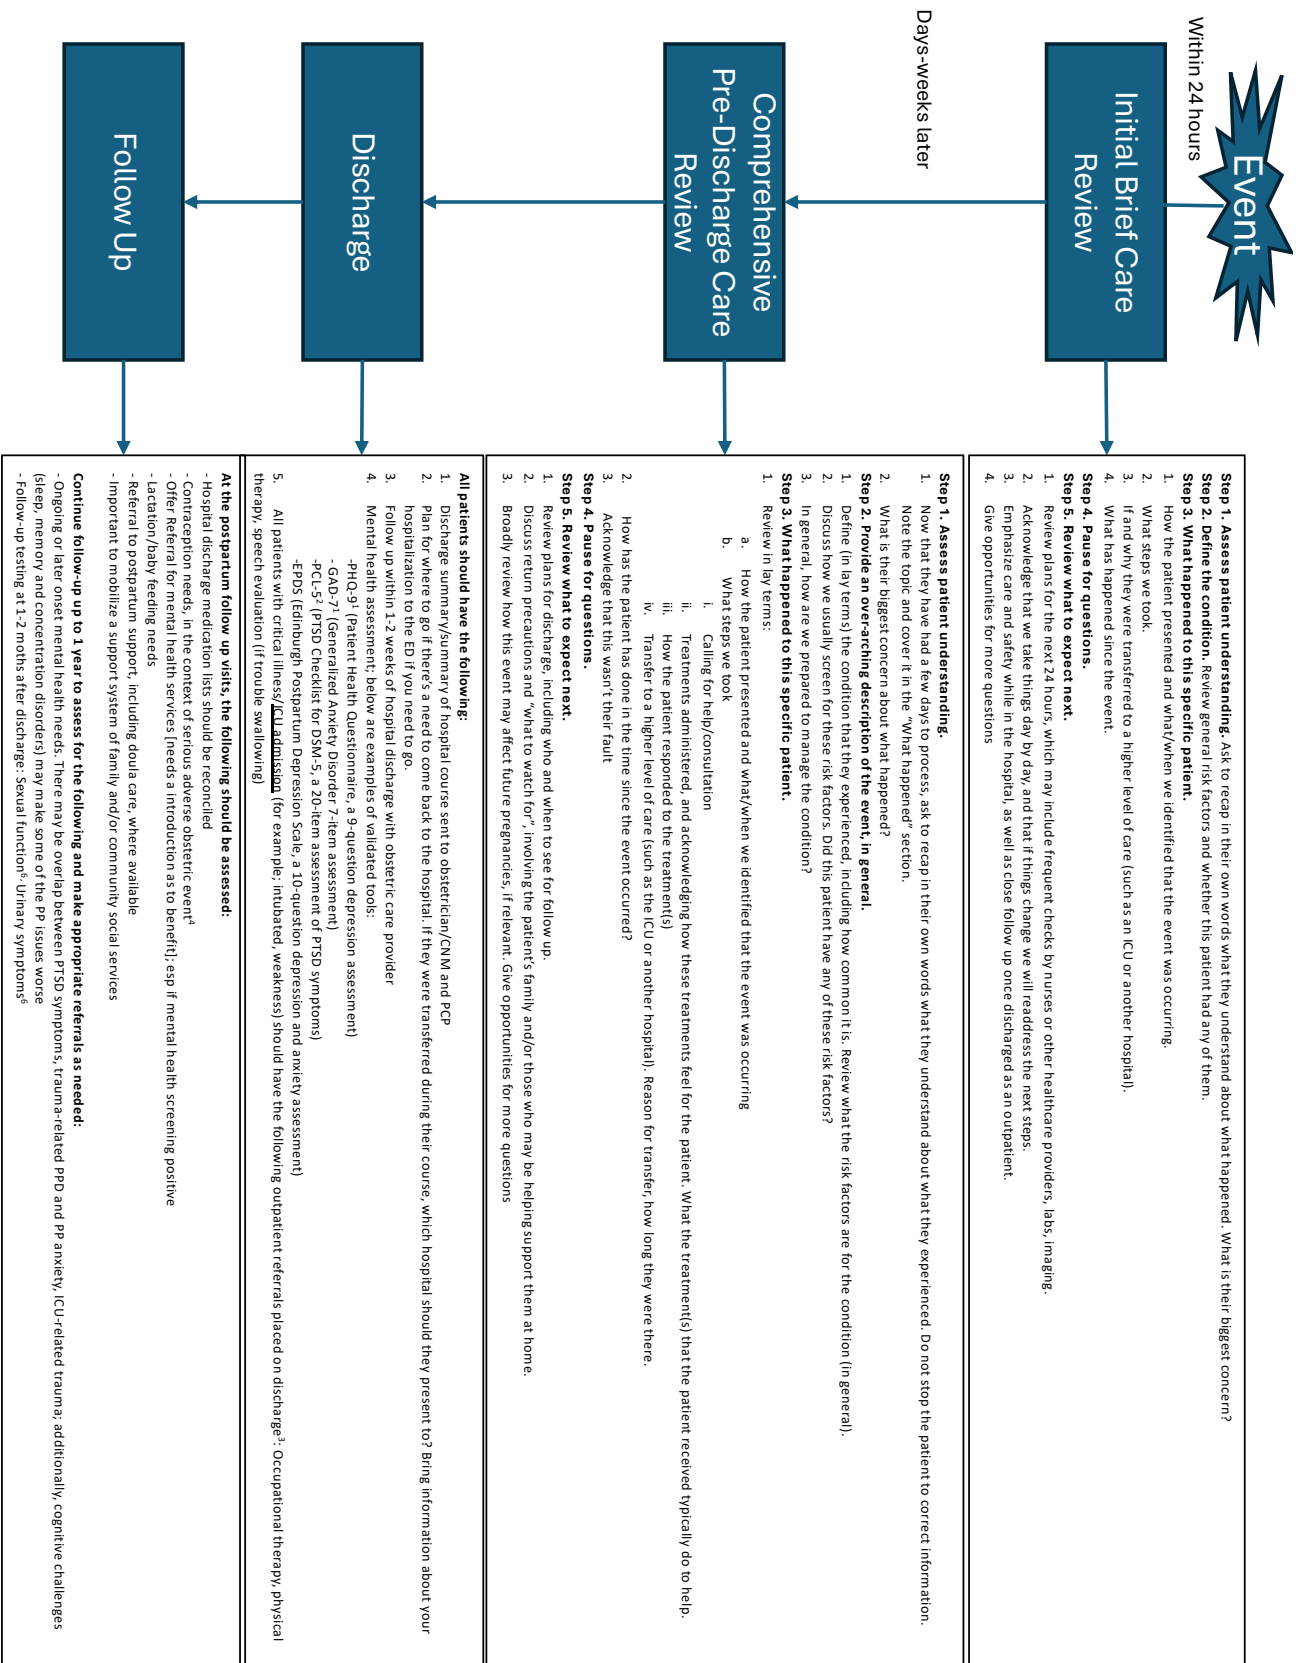 Event
Within 24 hours
Initial Brief Care
Review
Step 1. Assess patient understanding. Ask to recap in their own words what they understand about what happened. What is their biggest concern?
Step 2. Define the condition. Review general risk factors and whether this patient had any of them.
Step 3. What happened to this specific patient.
1. How the patient presented and what/when we identified that the event was occurring.
2. What steps we took.
3. If and why they were transferred to a higher level of care (such as an ICU or another hospital).
4. What has happened since the event.
Step 4. Pause for questions.
Step 5. Review what to expect next.
1. Review plans for the next 24 hours, which may include frequent checks by nurses or other healthcare providers, labs, imaging.
2. Acknowledge that we take things day by day, and that if things change we will readdress the next steps.
3. Emphasize care and safety while in the hospital, as well as close follow up once discharged as an outpatient.
4. Give opportunities for more questions
Days-weeks later
Comprehensive
Pre-Discharge Care
Review
Step 1. Assess patient understanding.
1. Now that they have had a few days to process, ask to recap in their own words what they understand about what they experienced. Do not stop the patient to correct information.
Note the topic and cover it in the "What happened" section.
2. What is their biggest concern about what happened?
Step 2. Provide an over-arching description of the event, in general.
1. Define (in lay terms) the condition that they experienced, including how common it is. Review what the risk factors are for the condition (in general).
2. Discuss how we usually screen for these risk factors. Did this patient have any of these risk factors?
3. In general, how are we prepared to manage the condition?
Step 3. What happened to this specific patient.
1. Review in lay terms:
a. How the patient presented and what/when we identified that the event was occurring
b. What steps we took
i. Calling for help/consultation
ii. Treatments administered, and acknowledging how these treatments feel for the patient. What the treatment(s) that the patient received typically do to help.
iii. How the patient responded to the treatment(s)
iv. Transfer to a higher level of care (such as the ICU or another hospital). Reason for transfer, how long they were there.
2. How has the patient has done in the time since the event occurred?
3. Acknowledge that this wasn't their fault
Step 4. Pause for questions.
Step 5. Review what to expect next.
1. Review plans for discharge, including who and when to see for follow up.
2. Discuss return precautions and "what to watch for", involving the patient's family and/or those who may be helping support them at home.
3. Broadly review how this event may affect future pregnancies, if relevant. Give opportunities for more questions
Discharge
All patients should have the following:
1. Discharge summary/summary of hospital course sent to obstetrician/CNM and PCP
2. Plan for where to go if there's a need to come back to the hospital. If they were transferred during their course, which hospital should they present to? Bring information about your
hospitalization to the ED if you need to go.
3. Follow up within 1-2 weeks of hospital discharge with obstetric care provider
4. Mental health assessment; below are examples of validated tools:
-PHQ-9¹ (Patient Health Questionnaire, a 9-question depression assessment)
- GAD-7¹ (Generalized Anxiety Disorder 7-item assessment)
-PCL-5² (PTSD Checklist for DSM-5, a 20-item assessment of PTSD symptoms)
-EPDS (Edinburgh Postpartum Depression Scale, a 10-question depression and anxiety assessment)
5. All patients with critical illness/ICU admission (for example; intubated, weakness) should have the following outpatient referrals placed on discharge³: Occupational therapy, physical
therapy, speech evaluation (if trouble swallowing)
Follow Up
At the postpartum follow up visits, the following should be assessed:
- Hospital discharge medication lists should be reconciled
- Contraception needs, in the context of serious adverse obstetric event⁴
- Offer Referral for mental health services [needs a introduction as to benefit]; esp if mental health screening positive
- Lactation/baby feeding needs
- Referral to postpartum support, including doula care, where available
- Important to mobilize a support system of family and/or community social services
Continue follow-up up to 1 year to assess for the following and make appropriate referrals as needed:
- Ongoing or later onset mental health needs. There may be overlap between PTSD symptoms, trauma-related PPD and PP anxiety, ICU-related trauma; additionally, cognitive challenges
(sleep, memory and concentration disorders) may make some of the PP issues worse
- Follow-up testing at 1-2 moths after discharge: Sexual function⁶, Urinary symptoms⁶